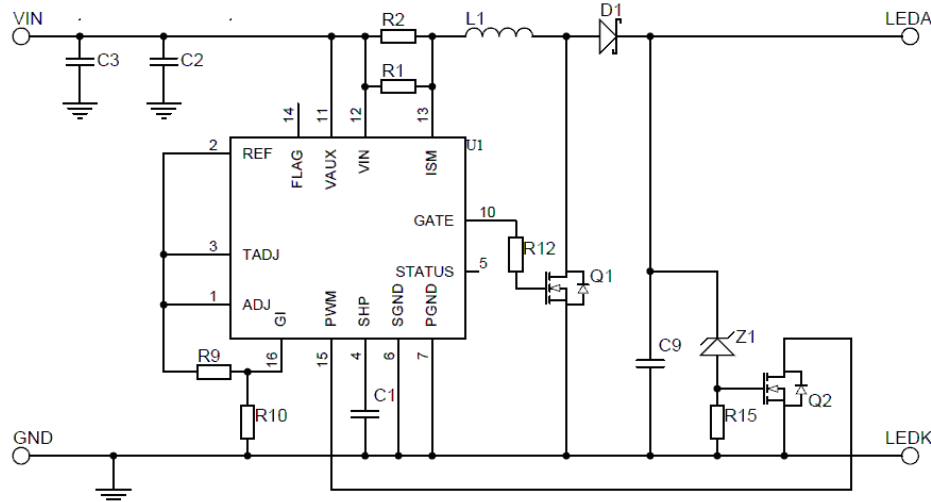 VIN
R2
L1
D1
LEDA
C3
C2
R1
14
11
12
13
2
REF
FLAG
VAUX
VIN
ISM
U1
GATE
10
3
TADJ
R12
STATUS
5
Q1
1
ADJ
GI
PWM
SHP
SGND
PGND
R9
16
15
4
6
7
C9
Z1
C1
R10
R15
Q2
GND
LEDK